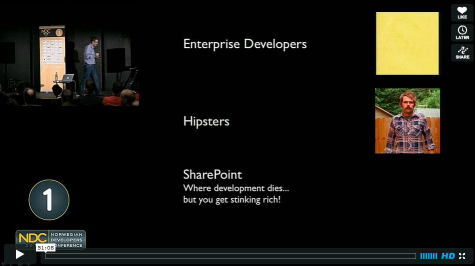 Enterprise Developers
LIKE
LATER
SHARE
Hipsters
SharePoint
Where development dies...
but you get stinking rich!
1
NDC
NORWEGIAN
DEVELOPERS
CONFERENCE
51:08
HD